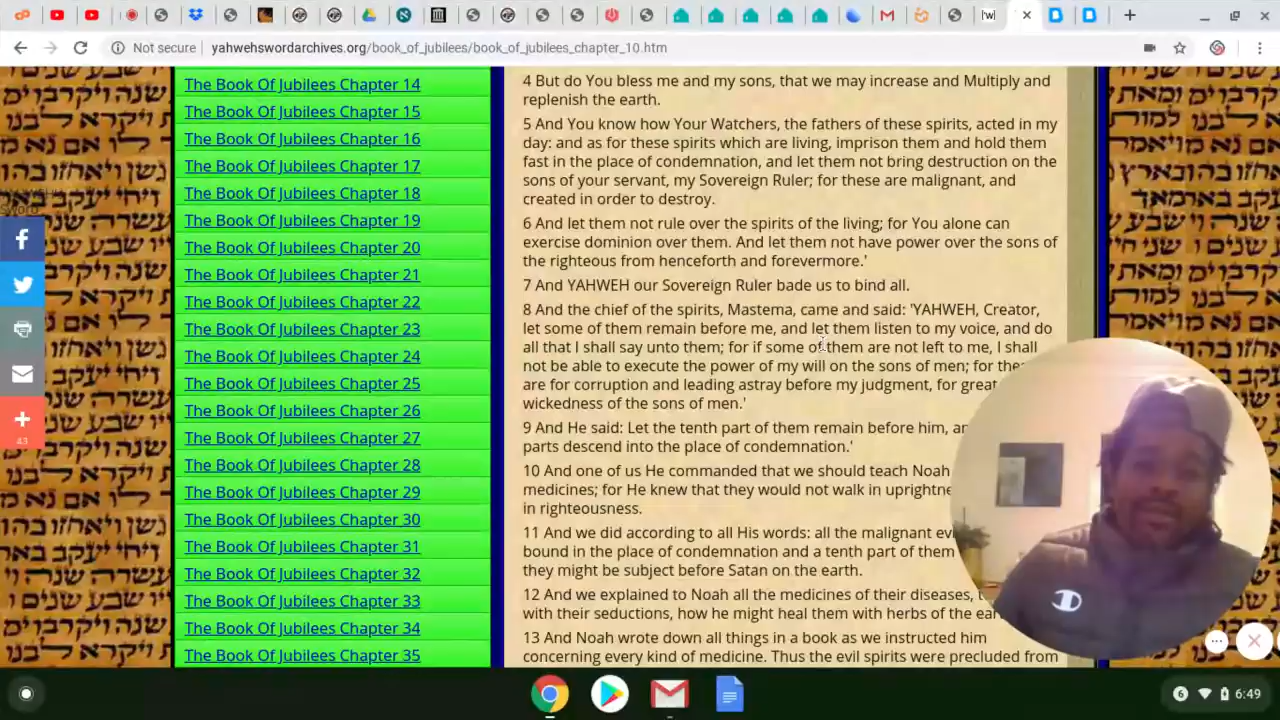 Not secure
yahwehswordarchives.org/book_of_jubilees/book_of_jubilees_chapter_10.htm
The Book Of Jubilees Chapter 14
The Book Of Jubilees Chapter 15
The Book Of Jubilees Chapter 16
The Book Of Jubilees Chapter 17
The Book Of Jubilees Chapter 18
The Book Of Jubilees Chapter 19
The Book Of Jubilees Chapter 20
The Book Of Jubilees Chapter 21
The Book Of Jubilees Chapter 22
The Book Of Jubilees Chapter 23
The Book Of Jubilees Chapter 24
The Book Of Jubilees Chapter 25
The Book Of Jubilees Chapter 26
The Book Of Jubilees Chapter 27
The Book Of Jubilees Chapter 28
The Book Of Jubilees Chapter 29
The Book Of Jubilees Chapter 30
The Book Of Jubilees Chapter 31
The Book Of Jubilees Chapter 32
The Book Of Jubilees Chapter 33
The Book Of Jubilees Chapter 34
The Book Of Jubilees Chapter 35
43
4 But do You bless me and my sons, that we may increase and Multiply and
replenish the earth.
5 And You know how Your Watchers, the fathers of these spirits, acted in my
day: and as for these spirits which are living, imprison them and hold them
fast in the place of condemnation, and let them not bring destruction on the
sons of your servant, my Sovereign Ruler; for these are malignant, and
created in order to destroy.
6 And let them not rule over the spirits of the living; for You alone can
exercise dominion over them. And let them not have power over the sons of
the righteous from henceforth and forevermore.'
7 And YAHWEH our Sovereign Ruler bade us to bind all.
8 And the chief of the spirits, Mastema, came and said: 'YAHWEH, Creator,
let some of them remain before me, and let them listen to my voice, and do
all that I shall say unto them; for if some of them are not left to me, I shall
not be able to execute the power of my will on the sons of men; for
are for corruption and leading astray before my judgment, for great
wickedness of the sons of men.'
9 And He said: Let the tenth part of them remain before him,
parts descend into the place of condemnation.'
10 And one of us He commanded that we should teach Noah
medicines; for He knew that they would not walk in
in righteousness.
11 And we did according to all His words: all the malignant
bound in the place of condemnation and a tenth part of them
they might be subject before Satan on the earth.
12 And we explained to Noah all the medicines of their diseases,
with their seductions, how he might heal them with herbs of the
13 And Noah wrote down all things in a book as we instructed him
concerning every kind of medicine. Thus the evil spirits were precluded from
6
6:49